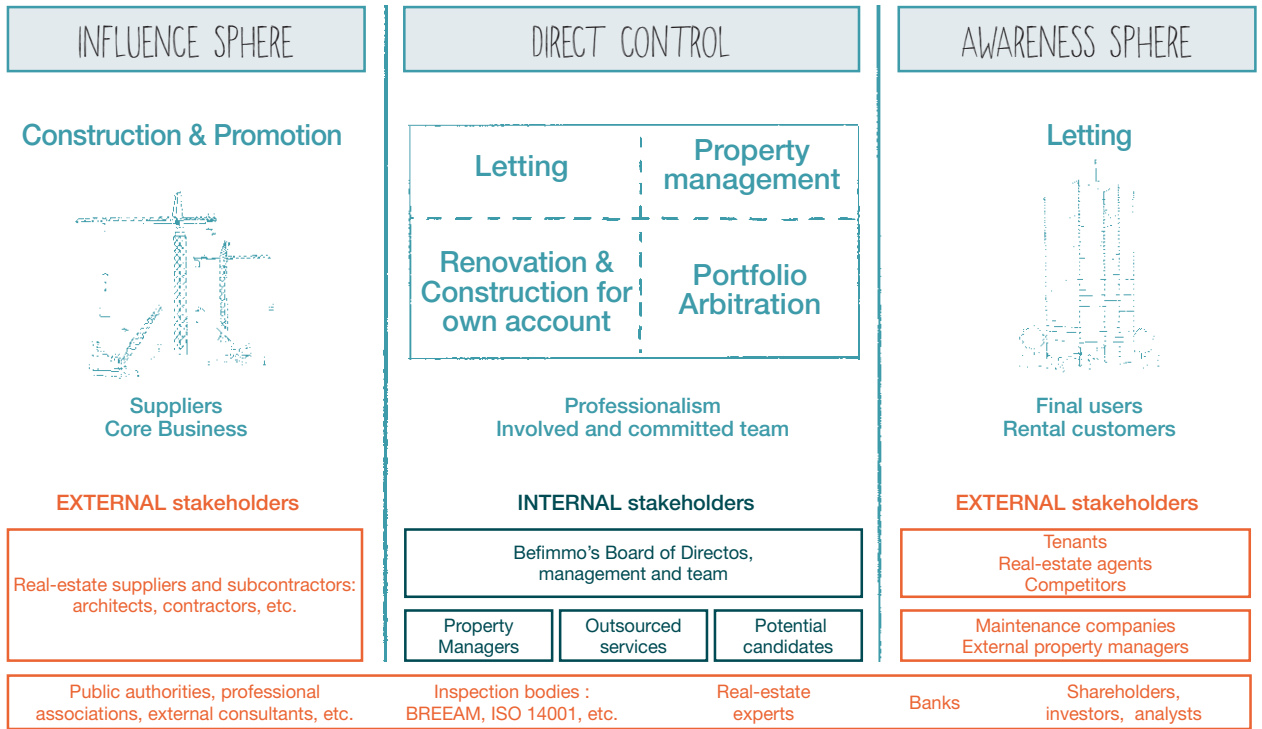 INFLUENCE SPHERE
DIRECT CONTROL
AWARENESS SPHERE
Construction & Promotion
Suppliers
Core Business
EXTERNAL stakeholders
Real-estate suppliers and subcontractors:
architects, contractors, etc.
Letting
Property
management
Renovation &
Construction for
own account
Portfolio
Arbitration
Professionalism
Involved and committed team
INTERNAL stakeholders
Befimmo's Board of Directos,
management and team
Property
Managers
Outsourced
services
Potential
candidates
Letting
Final users
Rental customers
EXTERNAL stakeholders
Tenants
Real-estate agents
Competitors
Maintenance companies
External property managers
Public authorities, professional
associations, external consultants, etc.
Inspection bodies :
BREEAM, ISO 14001, etc.
Real-estate
experts
Banks
Shareholders,
investors, analysts